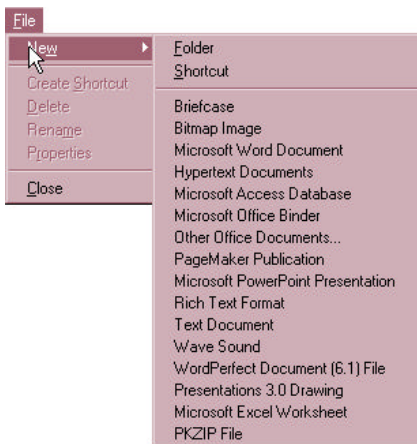 File
New
Create Shortcut
Delete
Rename
Properties
Close
Folder
Shortcut
Briefcase
Bitmap Image
Microsoft Word Document
Hypertext Documents
Microsoft Access Database
Microsoft Office Binder
Other Office Documents...
PageMaker Publication
Microsoft PowerPoint Presentation
Rich Text Format
Text Document
Wave Sound
WordPerfect Document (6.1) File
Presentations 3.0 Drawing
Microsoft Excel Worksheet
PKZIP File